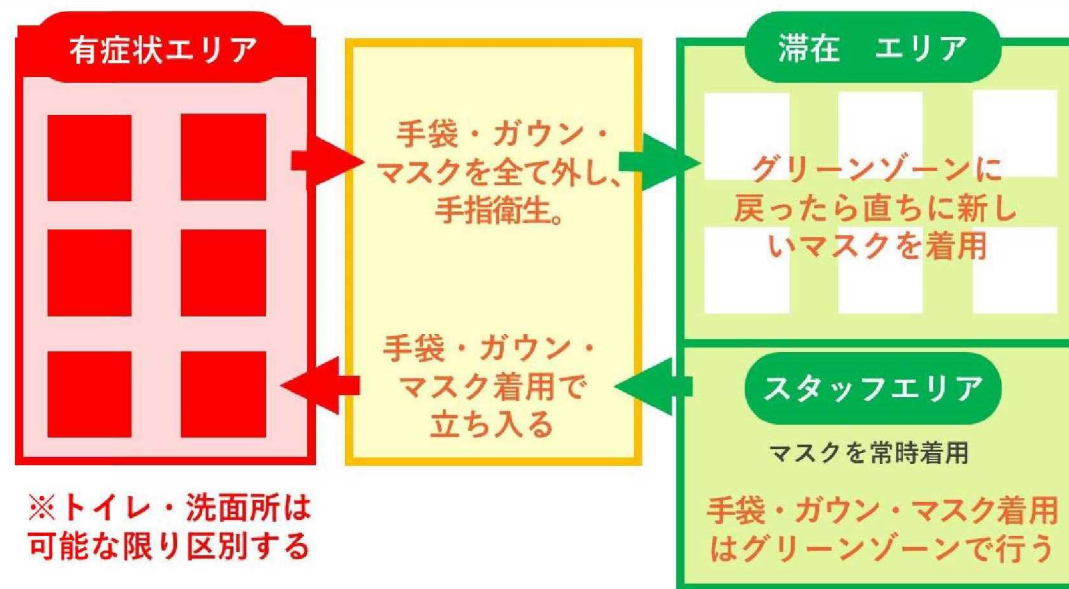 有症状エリア
手袋・ガウン・
マスクを全て外し、
手指衛生。
手袋・ガウン・
マスク着用で
立ち入る
滞在　エリア
グリーンゾーンに
戻ったら直ちに新し
いマスクを着用
スタッフエリア
マスクを常時着用
手袋・ガウン・マスク着用
はグリーンゾーンで行う
※トイレ・洗面所は
可能な限り区別する